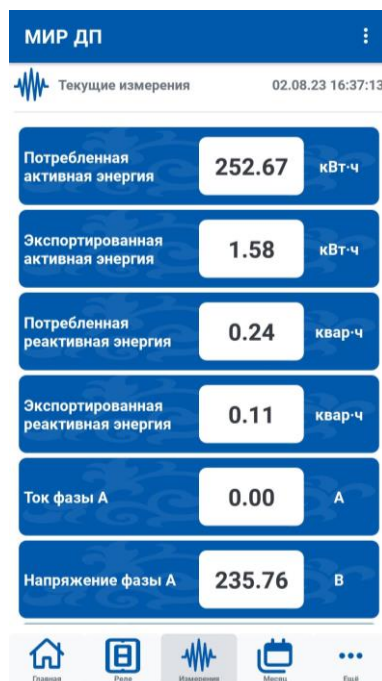 МИР ДП
Текущие измерения 02.08.23 16:37:13
Потребленная
активная энергия
252.67 кВт·ч
Экспортированная
активная энергия
1.58 кВт·ч
Потребленная
реактивная энергия
0.24 квар·ч
Экспортированная
реактивная энергия
0.11 квар·ч
Ток фазы А 0.00 А
Напряжение фазы А 235.76 В
Главная Реле Измерения Месяц Ещё